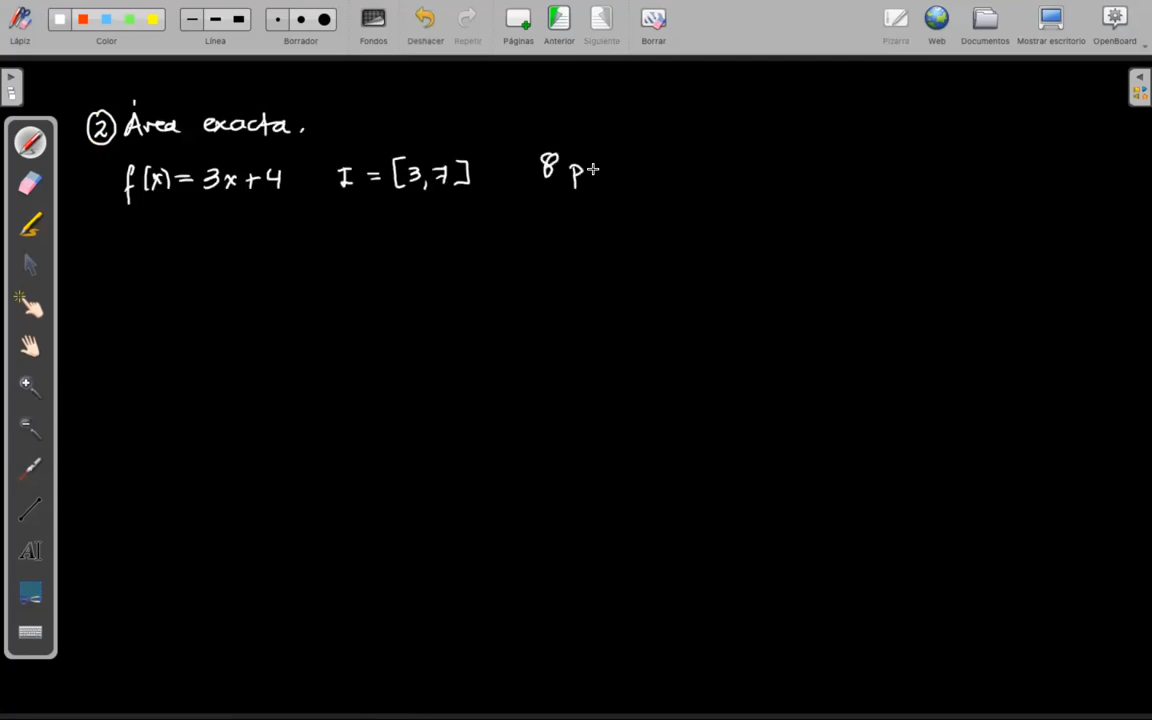 Lápiz Color Línea Borrador Fondos Deshacer Repetir Páginas Anterior Siguiente Borrar Pizarra Web Documentos Mostrar escritorio OpenBoard
② Área exacta.
f(x) = 3x + 4 I = [3, 7] 8 p
AI